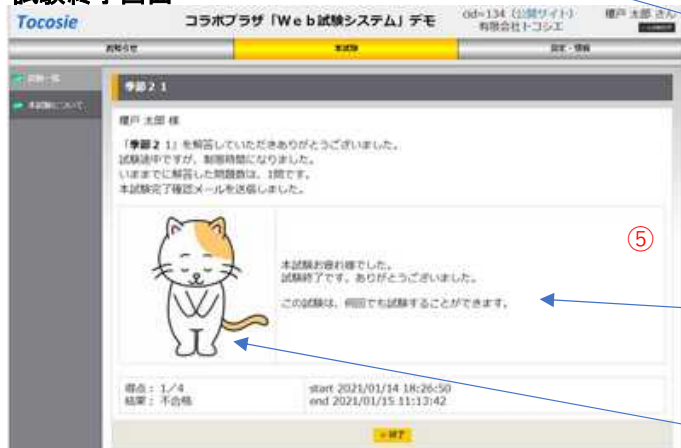 試験終了画面
Tocosie
コラボプラザ「Web試験システム」デモ
cid=134 (公開サイト)
有限会社トコシエ
榎戸 太郎 さん
お知らせ
本試験
設定・情報
試験一覧
本試験について
季節21
榎戸 太郎 様
「季節21」を解答していただきありがとうございました。
試験途中ですが、制限時間になりました。
いままでに解答した問題数は、1問です。
本試験完了確認メールを送信しました。
本試験お疲れ様でした。
試験終了です。ありがとうございました。
この試験は、何回でも試験することができます。
⑤
得点： 1/4
結果： 不合格
start 2021/01/14 18:26:50
end 2021/01/15 11:13:42
終了